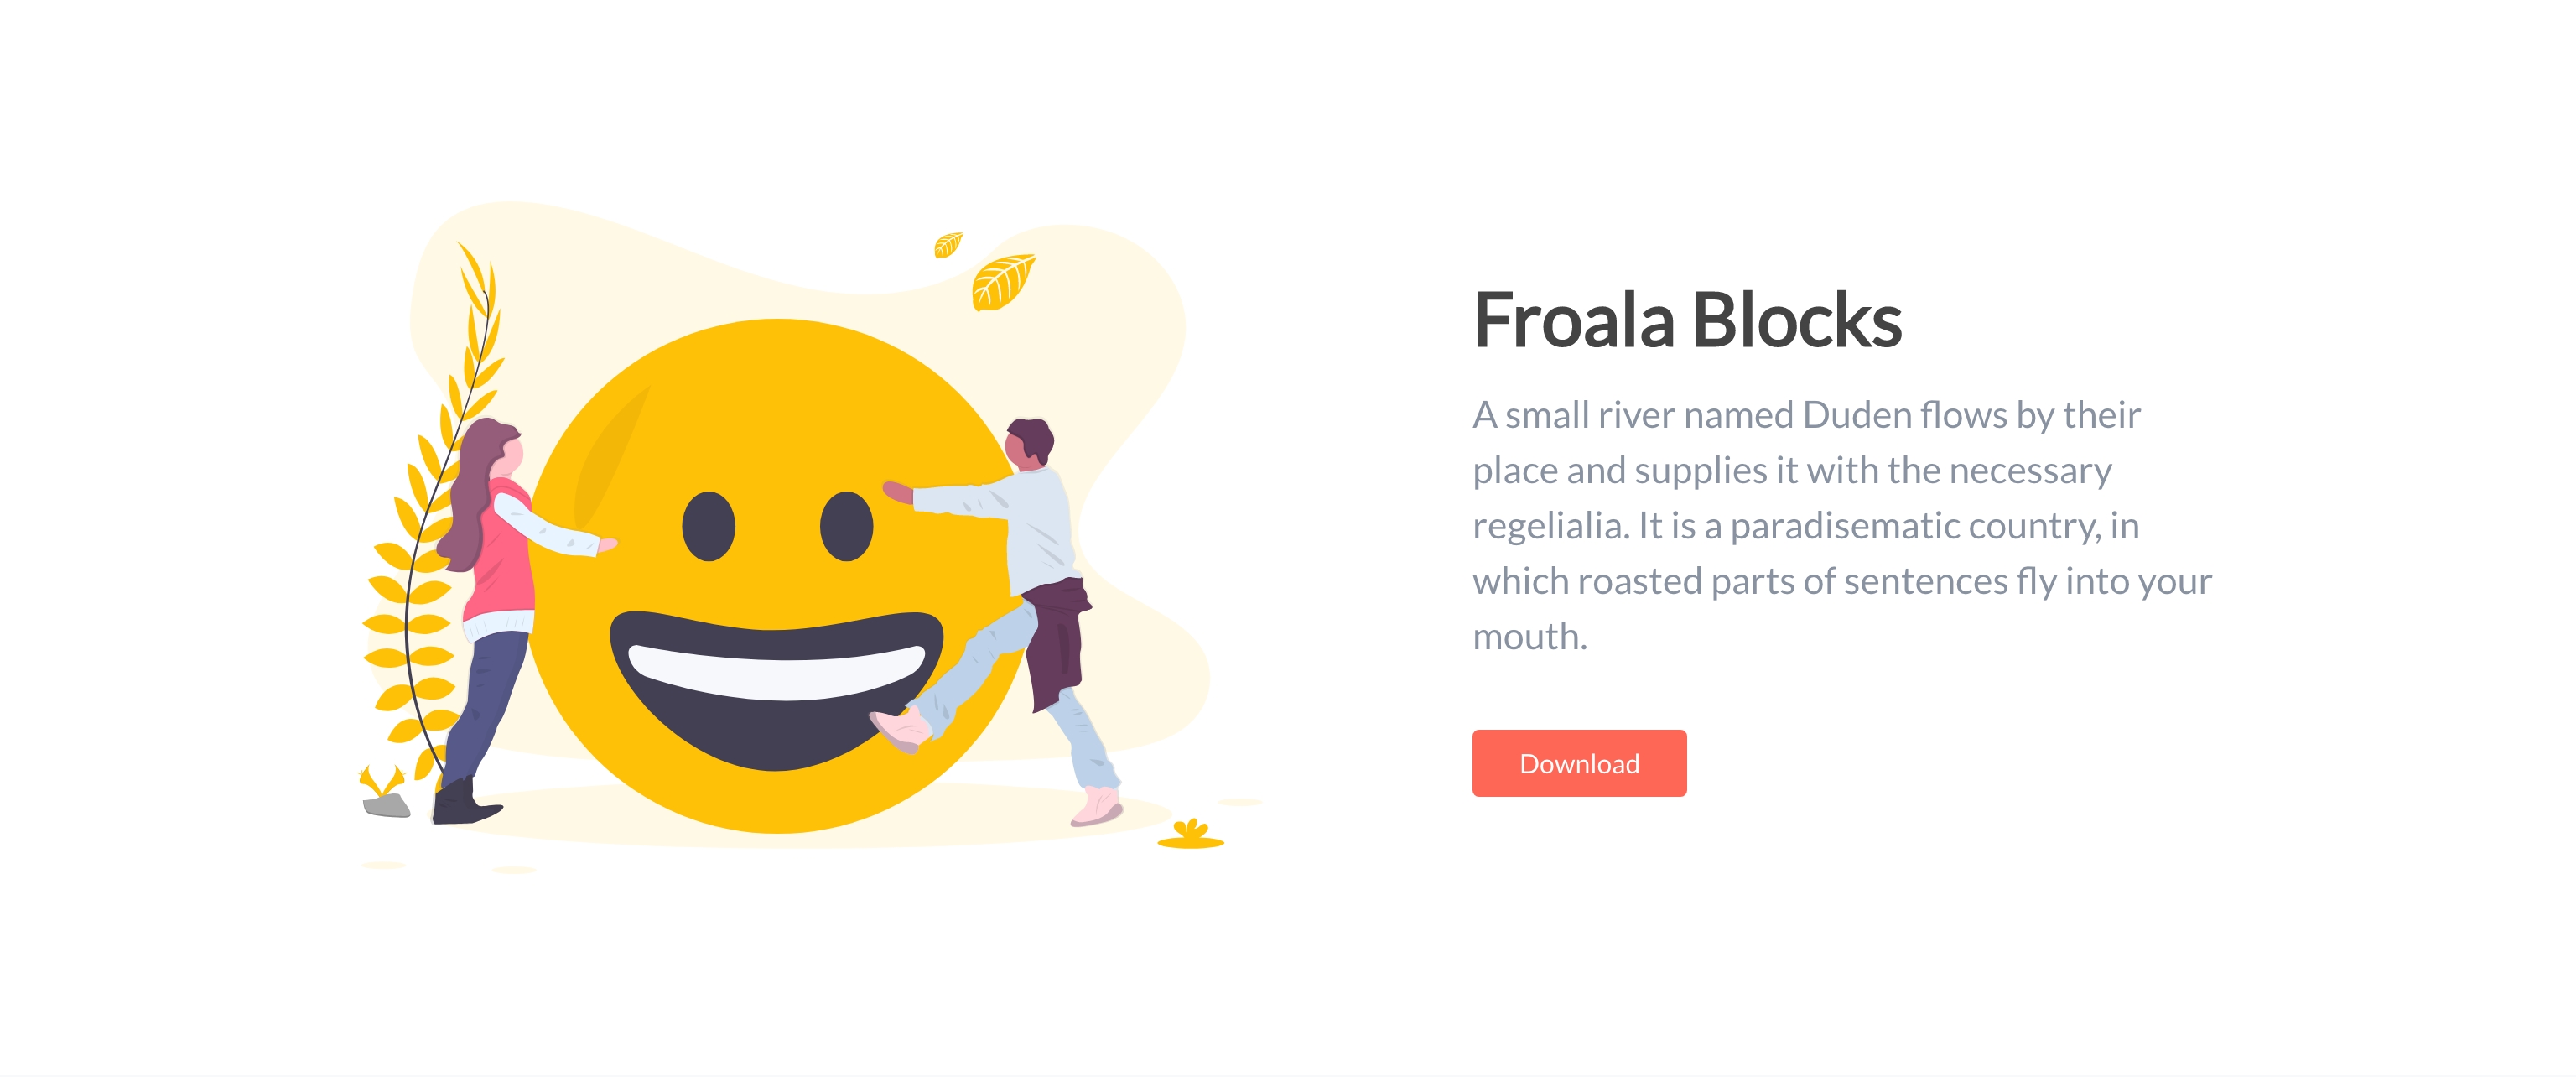 Froala Blocks
A small river named Duden flows by their
place and supplies it with the necessary
regelialia. It is a paradisematic country, in
which roasted parts of sentences fly into your
mouth.
Download